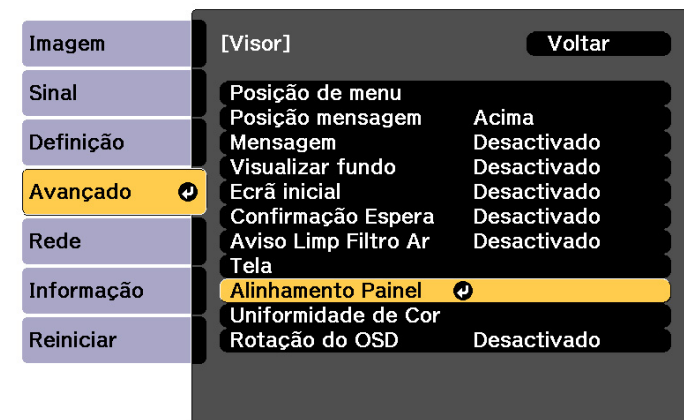 Imagem
Sinal
Definição
Avançado
Rede
Informação
Reiniciar
[Visor] Voltar
Posição de menu
Posição mensagem Acima
Mensagem Desactivado
Visualizar fundo Desactivado
Ecrã inicial Desactivado
Confirmação Espera Desactivado
Aviso Limp Filtro Ar Desactivado
Tela
Alinhamento Painel
Uniformidade de Cor
Rotação do OSD Desactivado